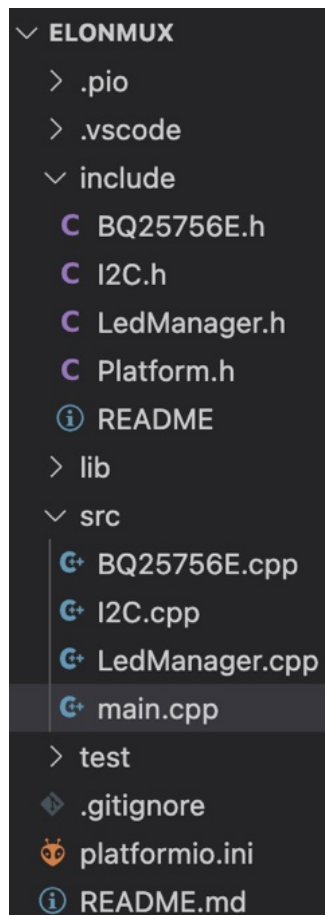 ELONMUX
.pio
.vscode
include
C BQ25756E.h
C I2C.h
C LedManager.h
C Platform.h
README
lib
src
C+ BQ25756E.cpp
C+ I2C.cpp
C+ LedManager.cpp
C+ main.cpp
test
.gitignore
platformio.ini
README.md